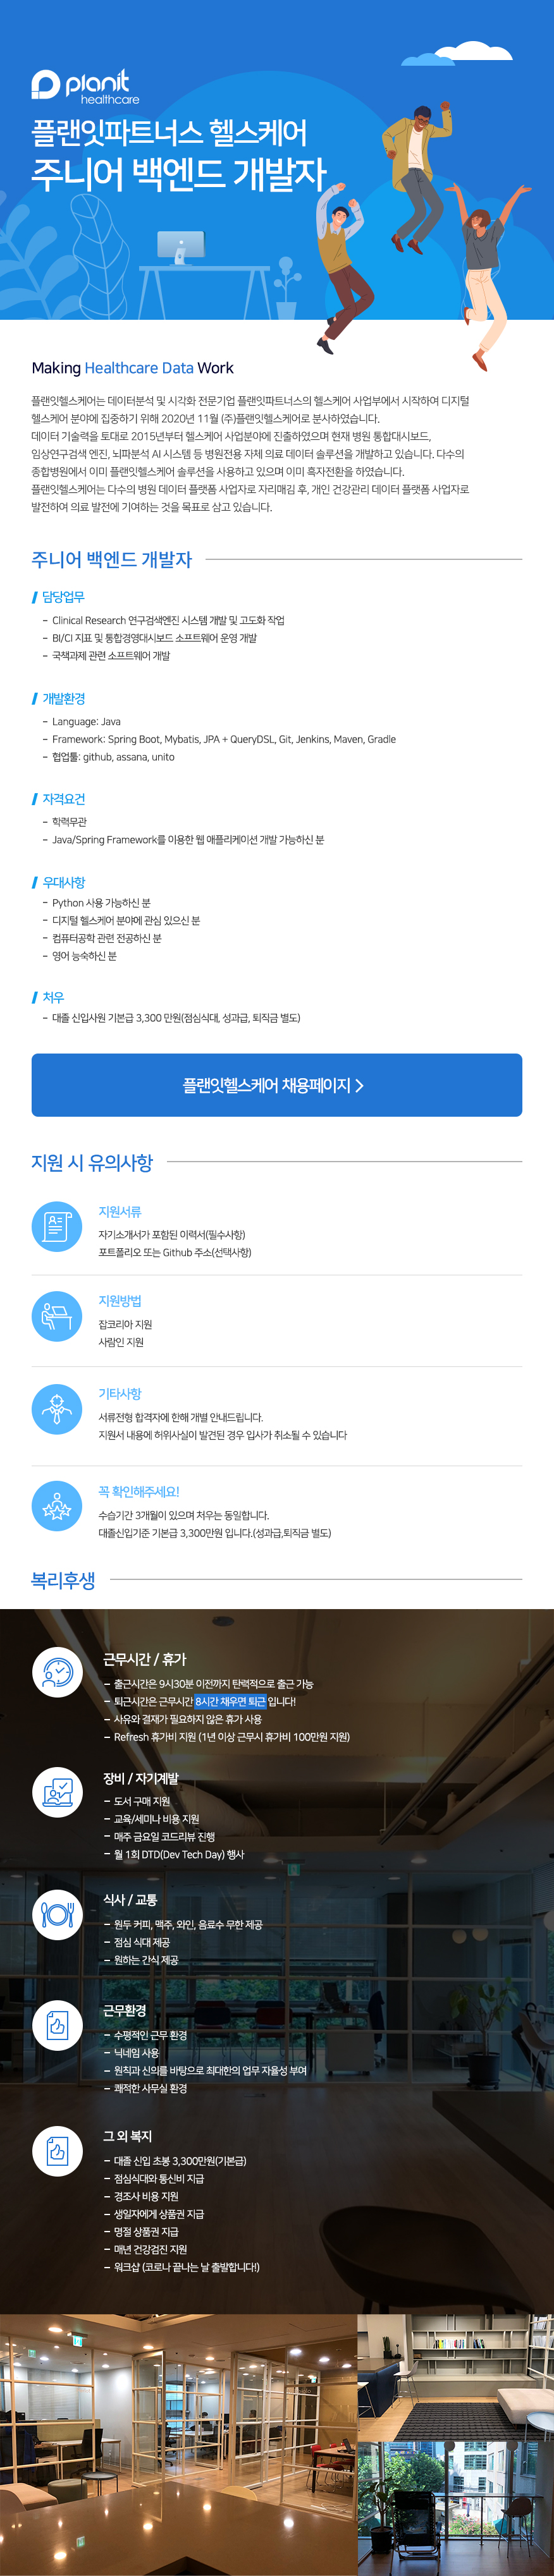 planit
healthcare
플랜잇파트너스 헬스케어
주니어 백엔드 개발자
Making Healthcare Data Work
플랜잇헬스케어는 데이터분석 및 시각화 전문기업 플랜잇파트너스의 헬스케어 사업부에서 시작하여 디지털
헬스케어 분야에 집중하기 위해 2020년 11월 (주)플랜잇헬스케어로 분사하였습니다.
데이터 기술력을 토대로 2015년부터 헬스케어 사업분야에 진출하였으며 현재 병원 통합대시보드,
임상연구검색 엔진, 뇌파분석 AI 시스템 등 병원전용 자체 의료 데이터 솔루션을 개발하고 있습니다. 다수의
종합병원에서 이미 플랜잇헬스케어 솔루션을 사용하고 있으며 이미 흑자전환을 하였습니다.
플랜잇헬스케어는 다수의 병원 데이터 플랫폼 사업자로 자리매김 후, 개인 건강관리 데이터 플랫폼 사업자로
발전하여 의료 발전에 기여하는 것을 목표로 삼고 있습니다.
주니어 백엔드 개발자
담당업무
- Clinical Research 연구검색엔진 시스템 개발 및 고도화 작업
- BI/CI 지표 및 통합경영대시보드 소프트웨어 운영 개발
- 국책과제 관련 소프트웨어 개발
개발환경
- Language: Java
- Framework: Spring Boot, Mybatis, JPA + QueryDSL, Git, Jenkins, Maven, Gradle
- 협업툴: github, assana, unito
자격요건
- 학력무관
- Java/Spring Framework를 이용한 웹 애플리케이션 개발 가능하신 분
우대사항
- Python 사용 가능하신 분
- 디지털 헬스케어 분야에 관심 있으신 분
- 컴퓨터공학 관련 전공하신 분
- 영어 능숙하신 분
처우
- 대졸 신입사원 기본급 3,300 만원(점심식대, 성과급, 퇴직금 별도)
플랜잇헬스케어 채용페이지 >
지원 시 유의사항
지원서류
자기소개서가 포함된 이력서(필수사항)
포트폴리오 또는 Github 주소(선택사항)
지원방법
잡코리아 지원
사람인 지원
기타사항
서류전형 합격자에 한해 개별 안내드립니다.
지원서 내용에 허위사실이 발견된 경우 입사가 취소될 수 있습니다
꼭 확인해주세요!
수습기간 3개월이 있으며 처우는 동일합니다.
대졸신입기준 기본급 3,300만원 입니다.(성과급,퇴직금 별도)
복리후생
근무시간 / 휴가
- 출근시간은 9시30분 이전까지 탄력적으로 출근 가능
- 퇴근시간은 근무시간 8시간 채우면 퇴근 입니다!
- 사유와 결재가 필요하지 않은 휴가 사용
- Refresh 휴가비 지원 (1년 이상 근무시 휴가비 100만원 지원)
장비 / 자기계발
- 도서 구매 지원
- 교육/세미나 비용 지원
- 매주 금요일 코드리뷰 진행
- 월 1회 DTD(Dev Tech Day) 행사
식사 / 교통
- 원두 커피, 맥주, 와인, 음료수 무한 제공
- 점심 식대 제공
- 원하는 간식 제공
근무환경
- 수평적인 근무 환경
- 닉네임 사용
- 원칙과 신의를 바탕으로 최대한의 업무 자율성 부여
- 쾌적한 사무실 환경
그 외 복지
- 대졸 신입 초봉 3,300만원(기본급)
- 점심식대와 통신비 지급
- 경조사 비용 지원
- 생일자에게 상품권 지급
- 명절 상품권 지급
- 매년 건강검진 지원
- 워크샵 (코로나 끝나는 날 출발합니다!)